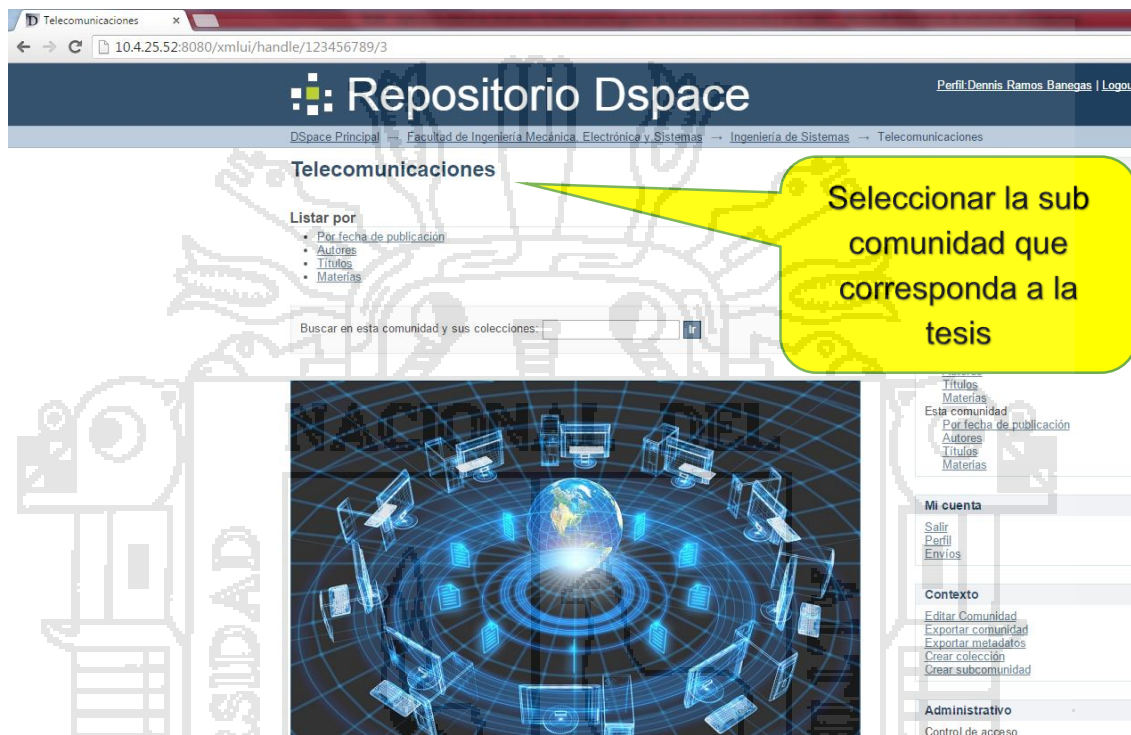 Telecomunicaciones
10.4.25.52:8080/xmlui/handle/123456789/3
Repositorio Dspace
Perfil:Dennis Ramos Banegas | Logou
DSpace Principal → Facultad de Ingeniería Mecánica, Electrónica y Sistemas → Ingeniería de Sistemas → Telecomunicaciones
Telecomunicaciones
Seleccionar la sub
comunidad que
corresponda a la
tesis
Listar por
Por fecha de publicación
Autores
Títulos
Materias
Buscar en esta comunidad y sus colecciones:
Ir
Autores
Títulos
Materias
Esta comunidad
Por fecha de publicación
Autores
Títulos
Materias
Mi cuenta
Salir
Perfil
Envíos
Contexto
Editar Comunidad
Exportar comunidad
Exportar metadatos
Crear colección
Crear subcomunidad
Administrativo
Control de acceso
NACIONAL DEL